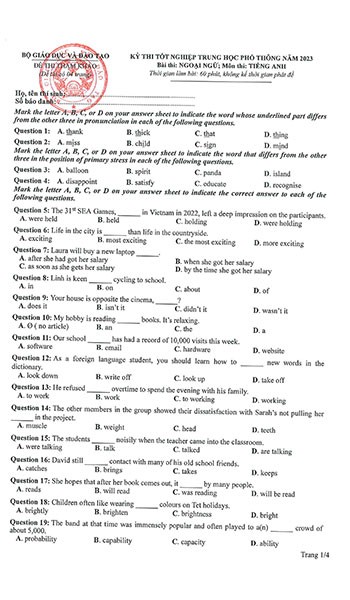 BỘ GIÁO DỤC VÀ ĐÀO TẠO
KỲ THI TỐT NGHIỆP TRUNG HỌC PHỔ THÔNG NĂM 2023
ĐỀ THI THAM KHẢO
Bài thi: NGOẠI NGỮ; Môn thi: TIẾNG ANH
(Đề thi có 04 trang)
Thời gian làm bài: 60 phút, không kể thời gian phát đề
Họ, tên thí sinh:
Số báo danh:
Mark the letter A, B, C, or D on your answer sheet to indicate the word whose underlined part differs
from the other three in pronunciation in each of the following questions.
Question 1: A. thank B. thick C. that D. thing
Question 2: A. miss B. child C. sign D. mind
Mark the letter A, B, C, or D on your answer sheet to indicate the word that differs from the other
three in the position of primary stress in each of the following questions.
Question 3: A. balloon B. spirit C. panda D. island
Question 4: A. disappoint B. satisfy C. educate D. recognise
Mark the letter A, B, C, or D on your answer sheet to indicate the correct answer to each of the
following questions.
Question 5: The 31st SEA Games, ______ in Vietnam in 2022, left a deep impression on the participants.
A. were held B. held C. holding D. were holding
Question 6: Life in the city is ______ than life in the countryside.
A. exciting B. most exciting C. the most exciting D. more exciting
Question 7: Laura will buy a new laptop ______.
A. after she had got her salary B. when she got her salary
C. as soon as she gets her salary D. by the time she got her salary
Question 8: Linh is keen ______ cycling to school.
A. in B. on C. about D. of
Question 9: Your house is opposite the cinema, ______?
A. does it B. isn't it C. didn't it D. wasn't it
Question 10: My hobby is reading ______ books. It's relaxing.
A. Ø ( no article) B. an C. the D. a
Question 11: Our school ______ has had a record of 10,000 visits this week.
A. software B. email C. hardware D. website
Question 12: As a foreign language student, you should learn how to ______ new words in the
dictionary.
A. look down B. write off C. look up D. take off
Question 13: He refused ______ overtime to spend the evening with his family.
A. to work B. work C. to working D. working
Question 14: The other members in the group showed their dissatisfaction with Sarah's not pulling her
______ in the project.
A. muscle B. weight C. head D. teeth
Question 15: The students ______ noisily when the teacher came into the classroom.
A. were talking B. talk C. talked D. are talking
Question 16: David still ______ contact with many of his old school friends.
A. catches B. brings C. takes D. keeps
Question 17: She hopes that after her book comes out, it ______ by many people.
A. reads B. will read C. was reading D. will be read
Question 18: Children often like wearing ______ colours on Tet holidays.
A. brightly B. brighten C. brightness D. bright
Question 19: The band at that time was immensely popular and often played to a(n) ______ crowd of
about 5,000.
A. probability B. capability C. capacity D. ability
Trang 1/4